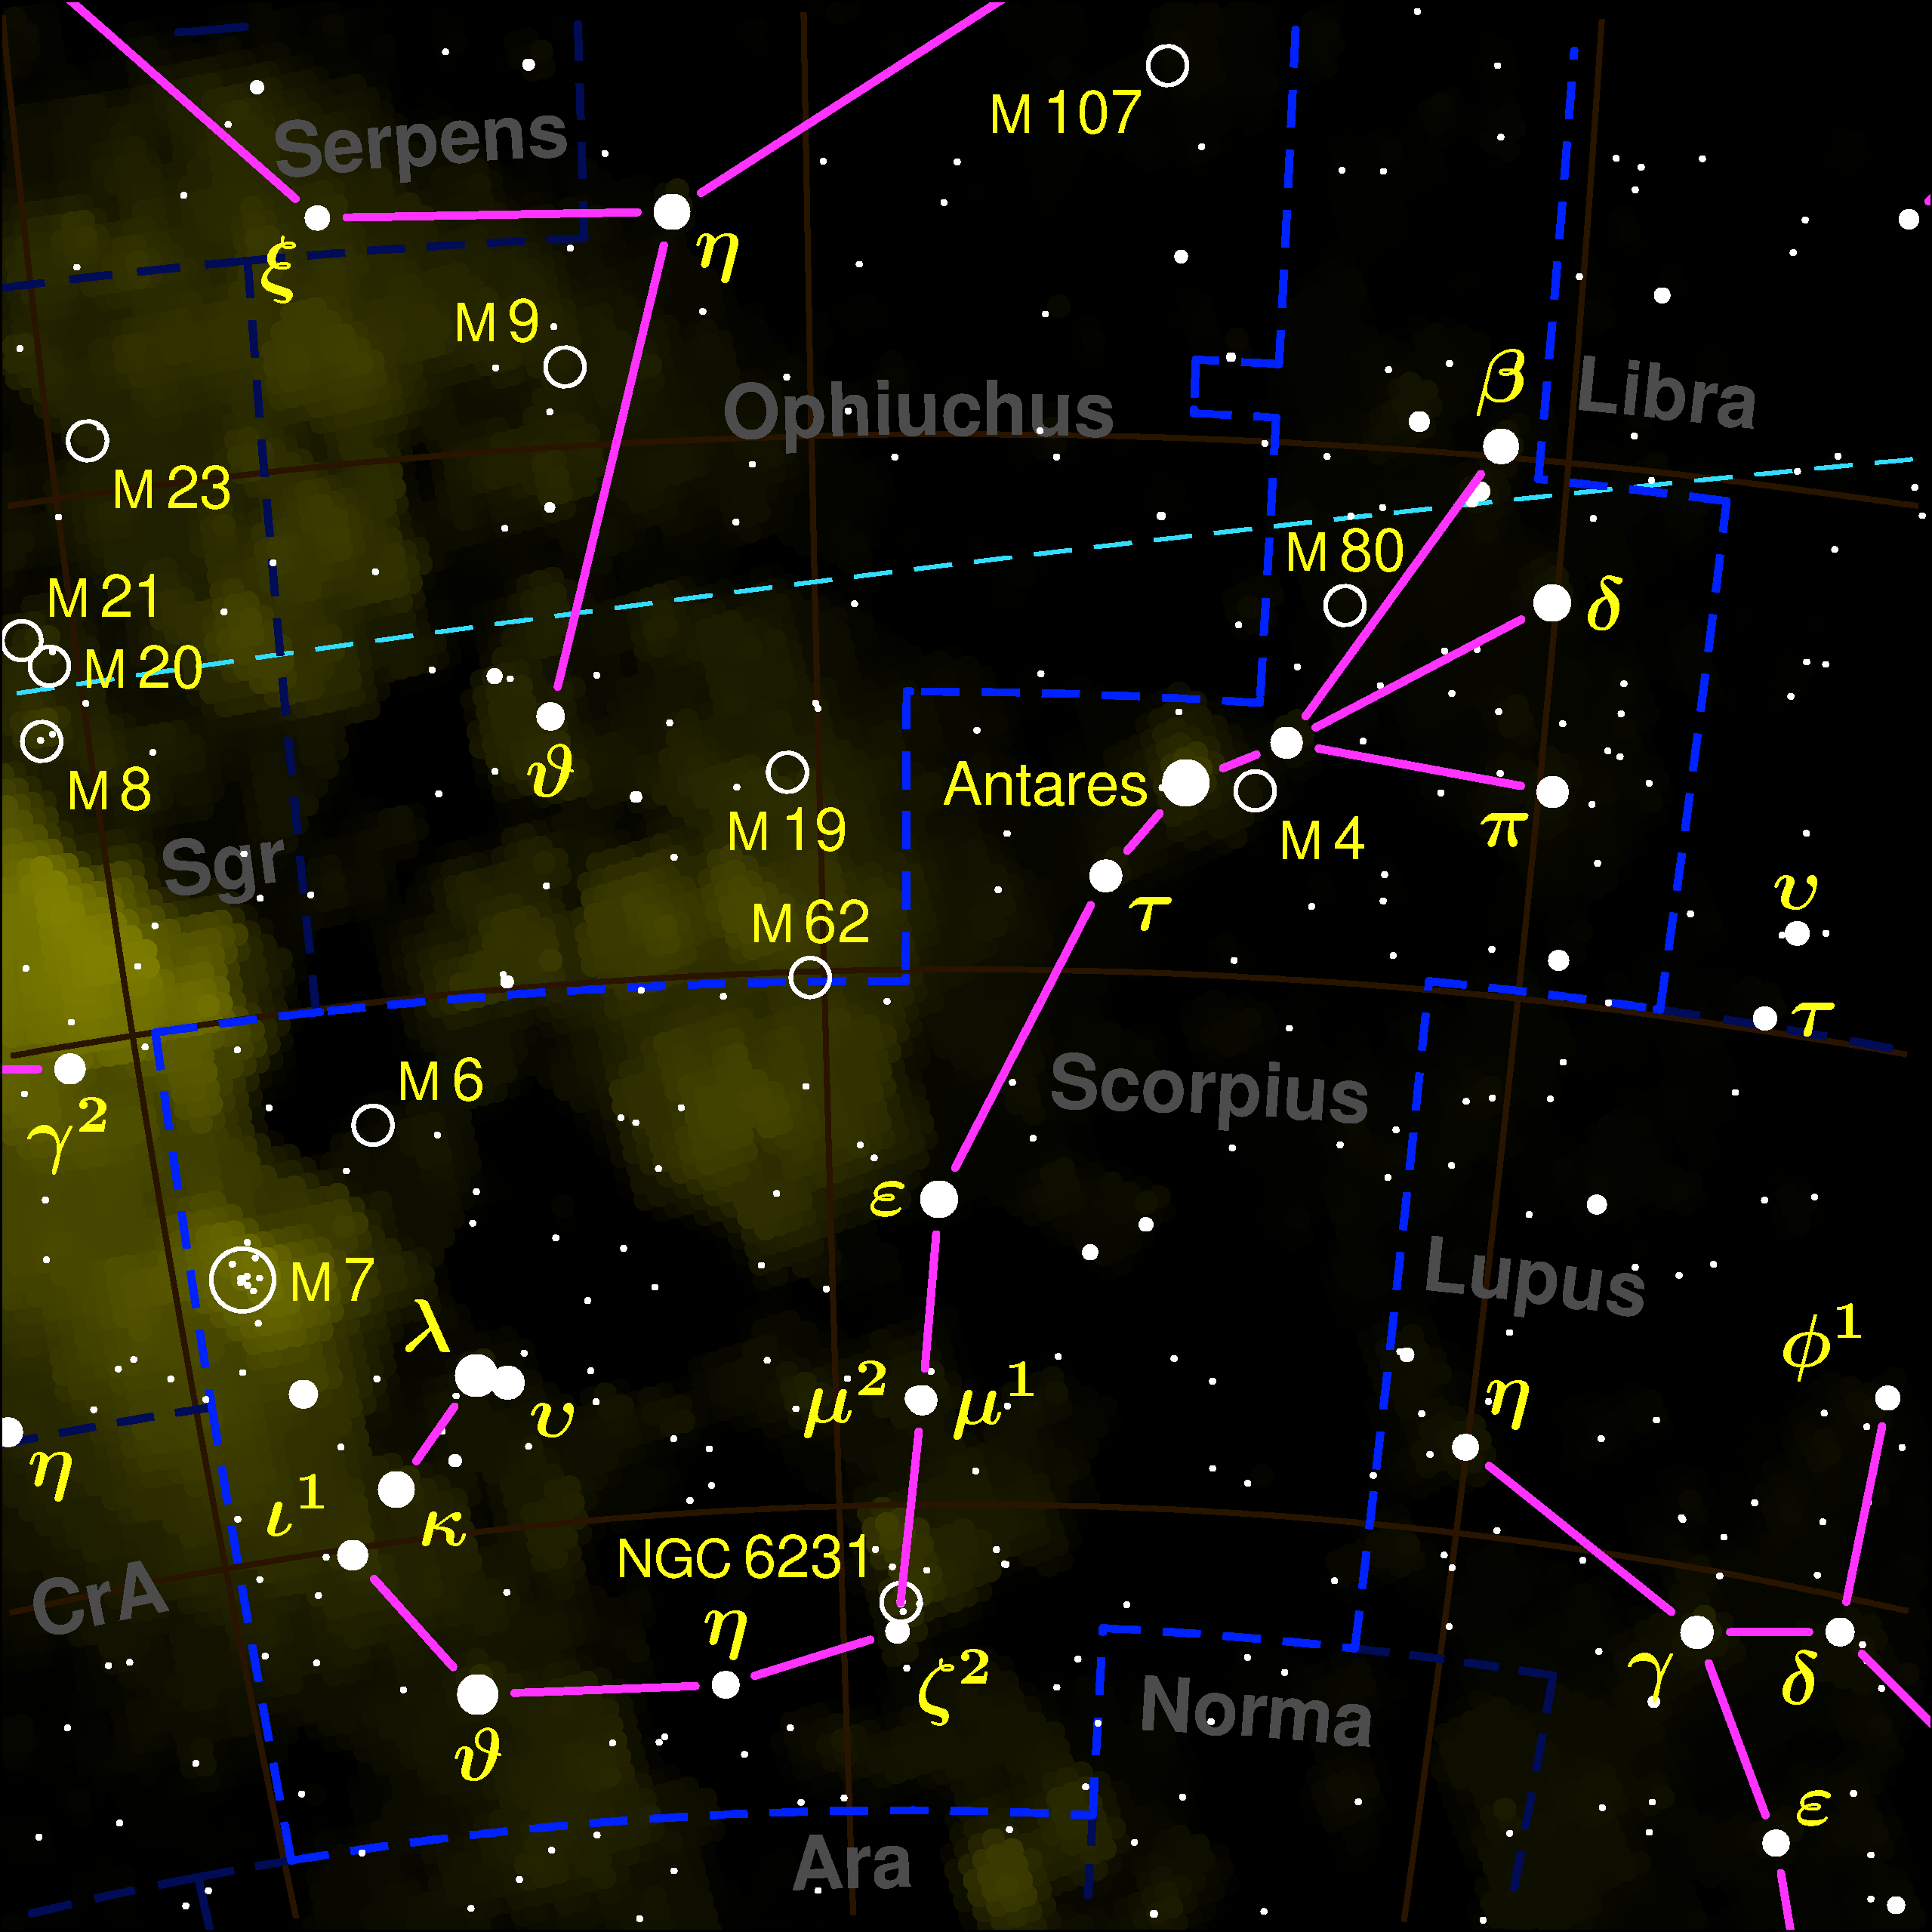 M 107
Serpens
ξ
η
M 9
β
Libra
Ophiuchus
M 23
M 80
M 21
δ
M 20
ϑ
M 8
Antares
M 19
M 4
π
Sgr
υ
τ
M 62
τ
M 6
Scorpius
γ²
ε
M 7
Lupus
λ
ϕ¹
μ² μ¹
υ
η
η
ι¹
κ
NGC 6231
CrA
η
ζ²
γ
δ
Norma
ϑ
ε
Ara